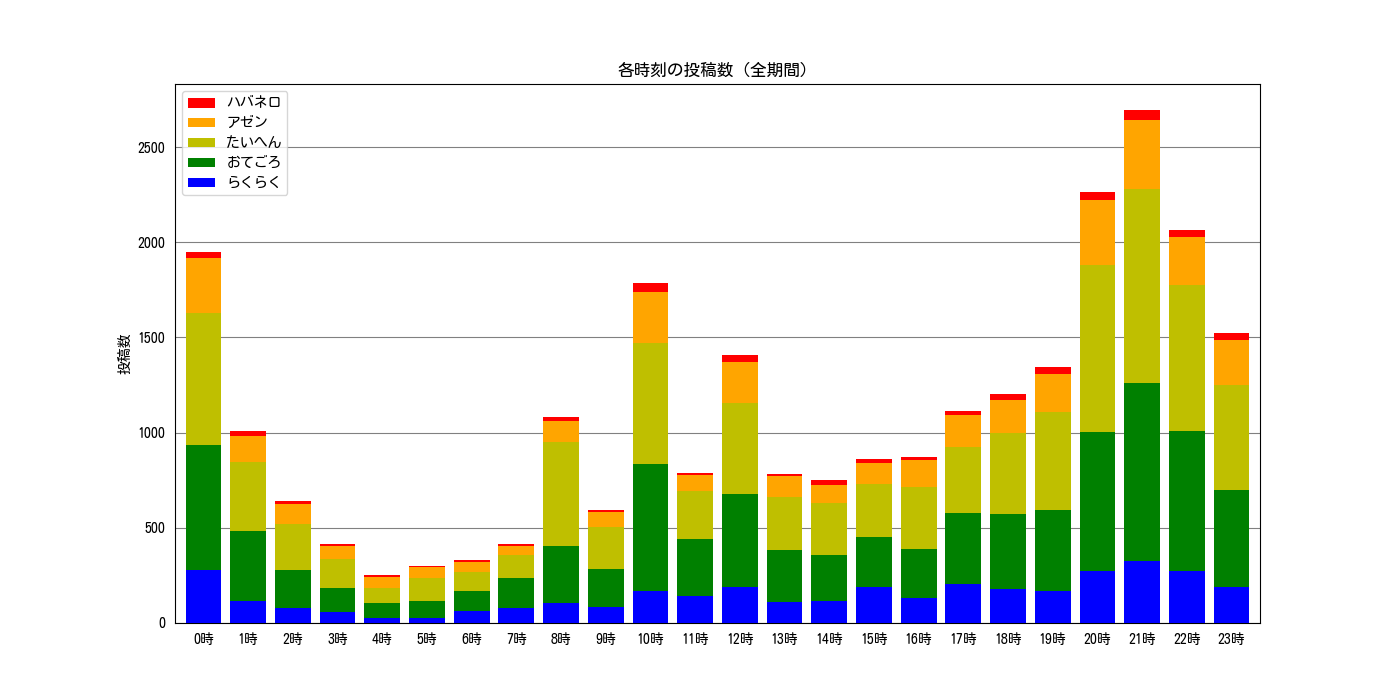 各時刻の投稿数（全期間）
ハバネロ
アゼン
たいへん
おてごろ
らくらく
投稿数
2500
2000
1500
1000
500
0
0時 1時 2時 3時 4時 5時 6時 7時 8時 9時 10時 11時 12時 13時 14時 15時 16時 17時 18時 19時 20時 21時 22時 23時